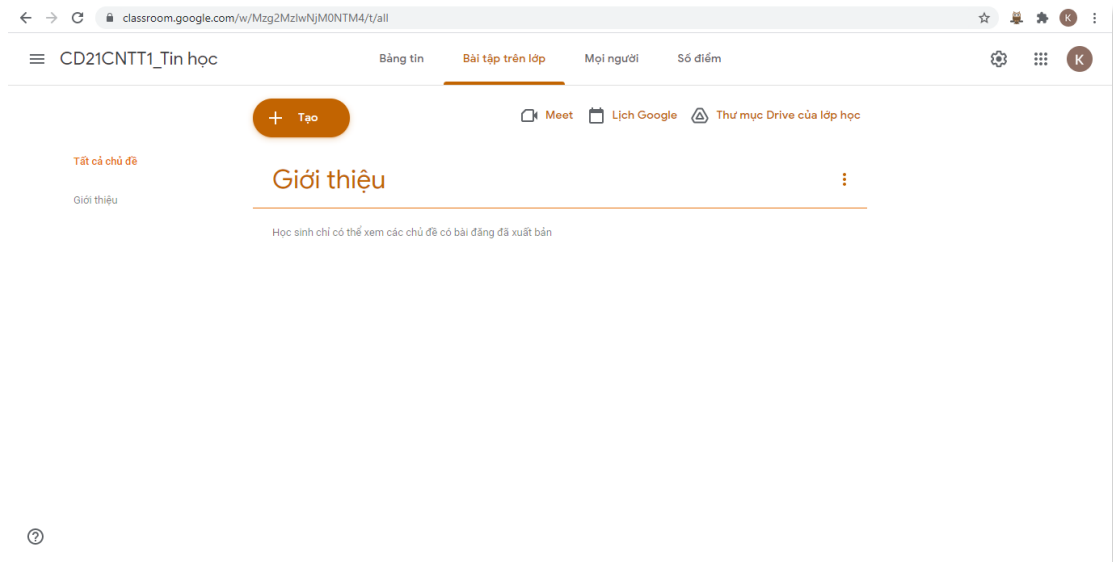 classroom.google.com/w/Mzg2MzIwNjM0NTM4/t/all
K
CD21CNTT1_Tin học
Bảng tin
Bài tập trên lớp
Mọi người
Số điểm
K
Tạo
Meet
Lịch Google
Thư mục Drive của lớp học
Tất cả chủ đề
Giới thiệu
Giới thiệu
Học sinh chỉ có thể xem các chủ đề có bài đăng đã xuất bản